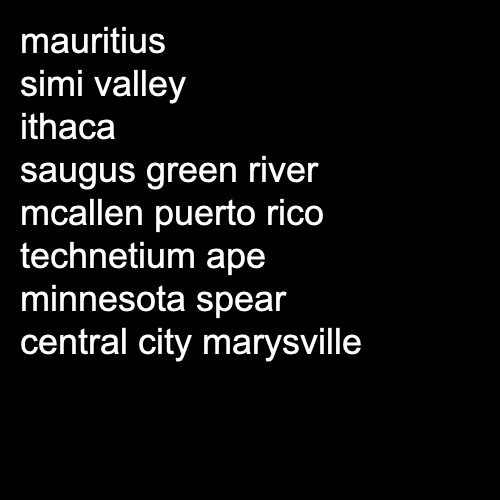 mauritius
simi valley
ithaca
saugus green river
mcallen puerto rico
technetium ape
minnesota spear
central city marysville